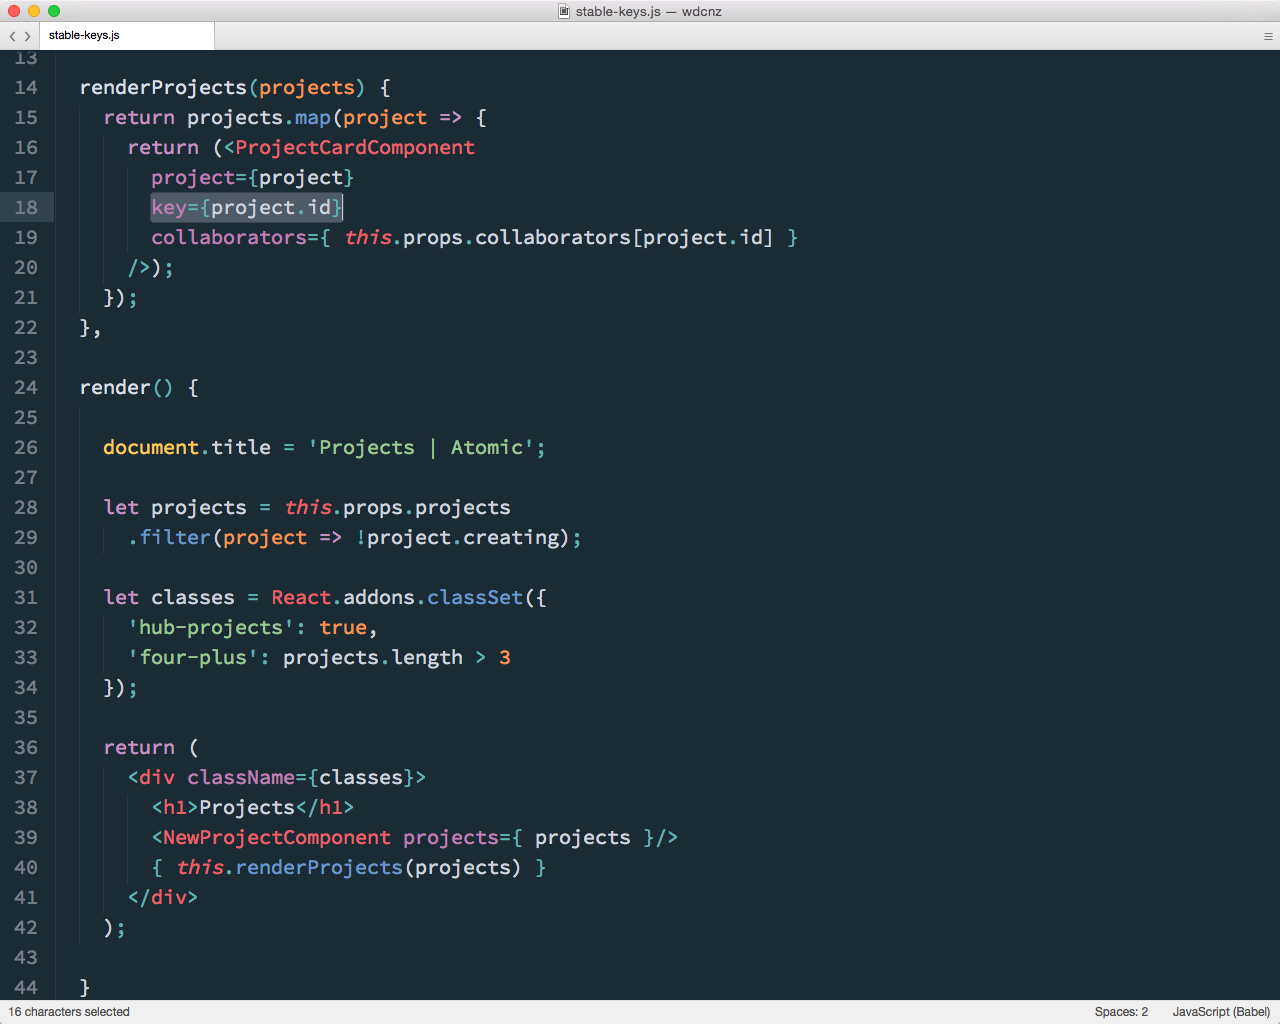 stable-keys.js — wdcnz
stable-keys.js
13
14 renderProjects(projects) {
15 return projects.map(project => {
16 return (<ProjectCardComponent
17 project={project}
18 key={project.id}
19 collaborators={ this.props.collaborators[project.id] }
20 />);
21 });
22 },
23
24 render() {
25
26 document.title = 'Projects | Atomic';
27
28 let projects = this.props.projects
29 .filter(project => !project.creating);
30
31 let classes = React.addons.classSet({
32 'hub-projects': true,
33 'four-plus': projects.length > 3
34 });
35
36 return (
37 <div className={classes}>
38 <h1>Projects</h1>
39 <NewProjectComponent projects={ projects }/>
40 { this.renderProjects(projects) }
41 </div>
42 );
43
44 }
16 characters selected Spaces: 2 JavaScript (Babel)